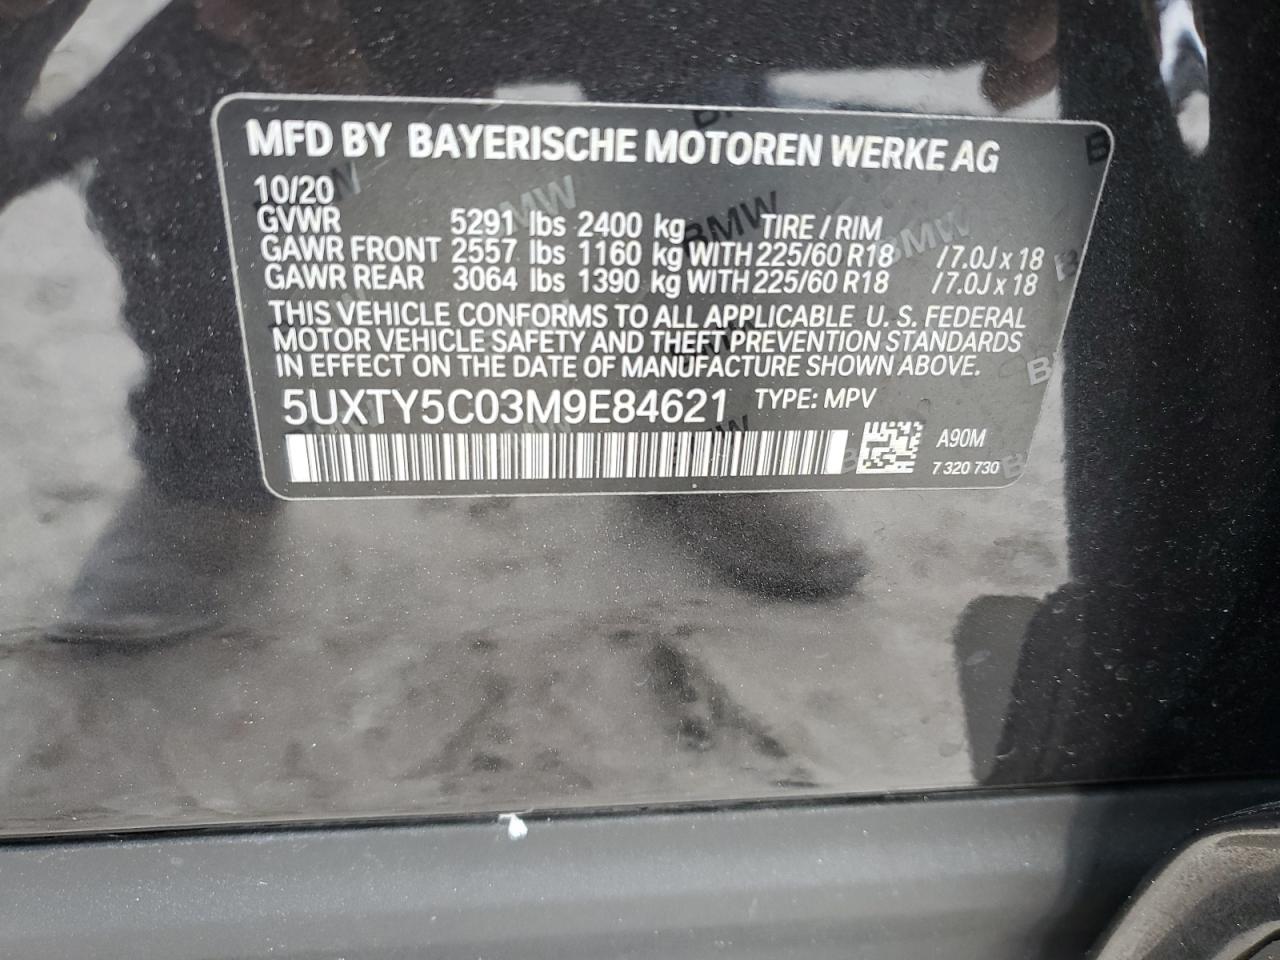 MFD BY BAYERISCHE MOTOREN WERKE AG
10/20
GVWR 5291 lbs 2400 kg TIRE / RIM
GAWR FRONT 2557 lbs 1160 kg WITH 225/60 R18 / 7.0J x 18
GAWR REAR 3064 lbs 1390 kg WITH 225/60 R18 / 7.0J x 18
THIS VEHICLE CONFORMS TO ALL APPLICABLE U. S. FEDERAL
MOTOR VEHICLE SAFETY AND THEFT PREVENTION STANDARDS
IN EFFECT ON THE DATE OF MANUFACTURE SHOWN ABOVE.
5UXTY5C03M9E84621 TYPE: MPV
A90M
7 320 730